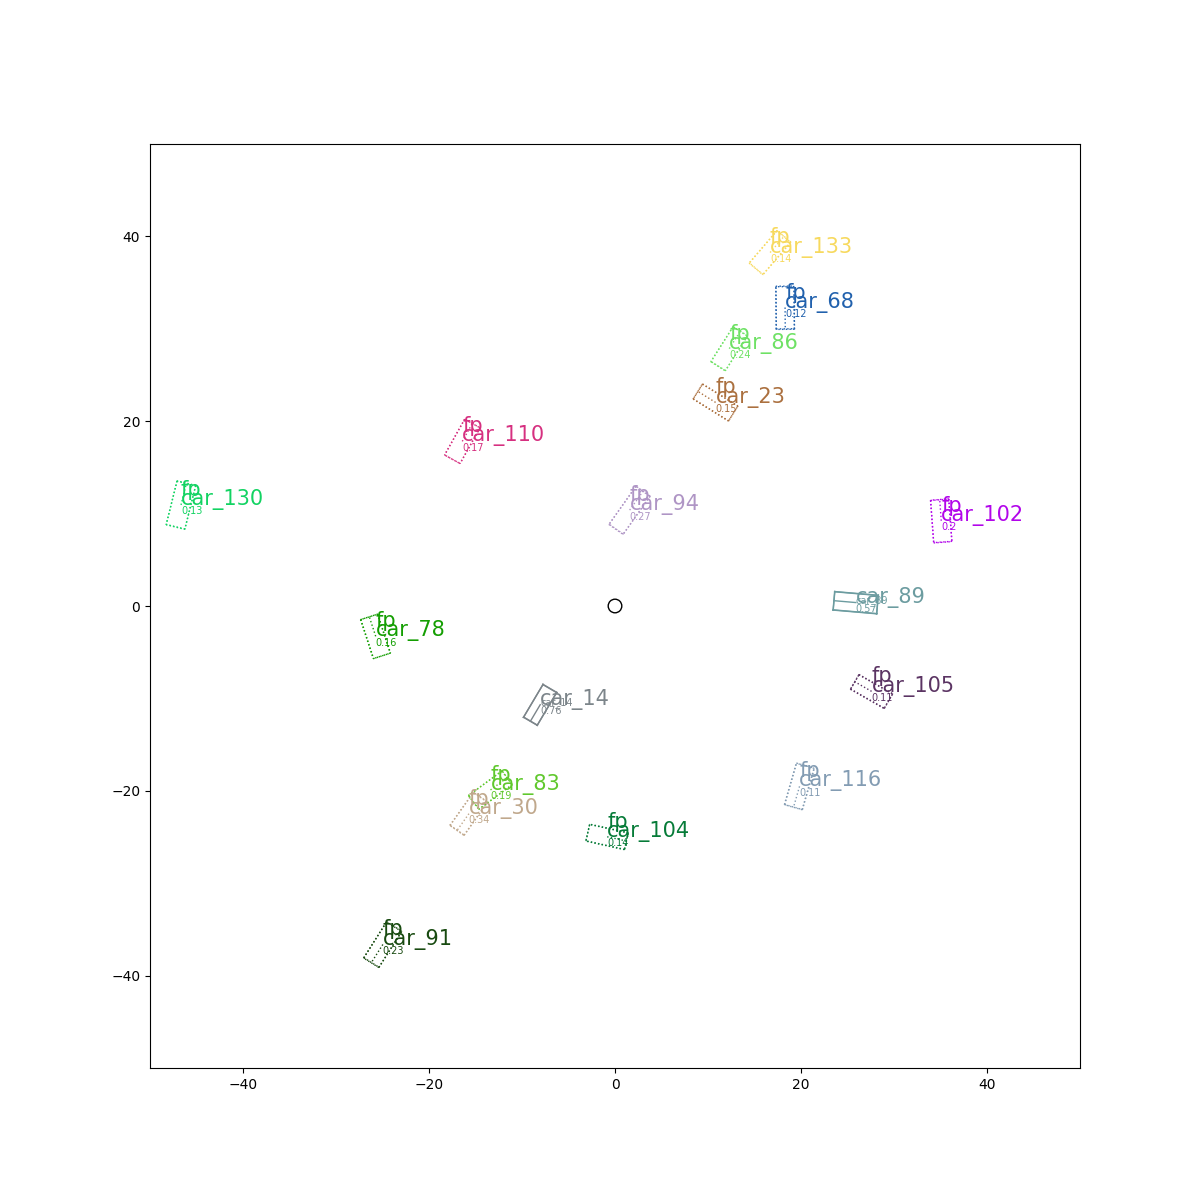 fp
car_133
0.14
fp
car_68
0.12
fp
car_86
0.24
fp
car_23
0.15
fp
car_110
0.17
fp
car_130
0.13
fp
car_94
0.27
fp
car_102
0.2
car_89
0.57
fp
car_78
0.16
fp
car_105
0.11
car_14
0.76
fp
car_116
0.11
fp
car_83
0.19
fp
car_30
0.34
fp
car_104
0.14
fp
car_91
0.23
40
20
0
−20
−40
−40 −20 0 20 40